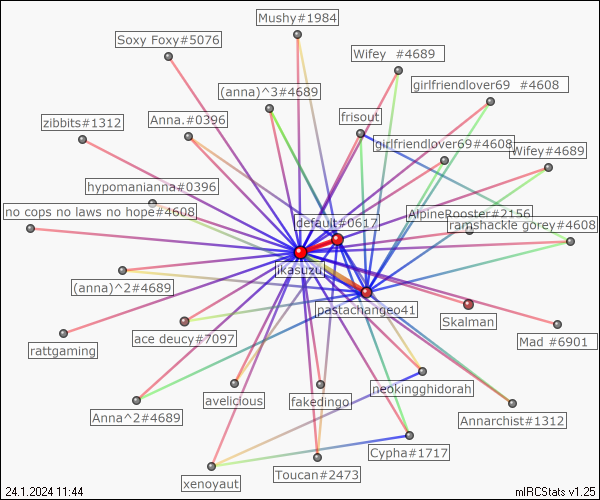 Mushy#1984
Soxy Foxy#5076
Wifey  #4689
(anna)^3#4689
girlfriendlover69  #4608
zibbits#1312
Anna.#0396
frisout
girlfriendlover69#4608
Wifey#4689
hypomanianna#0396
no cops no laws no hope#4608
default#0617
AlpineRooster#2156
ramshackle gorey#4608
ikasuzu
(anna)^2#4689
pastachangeo41
Skalman
ace deucy#7097
Mad #6901
rattgaming
neokingghidorah
avelicious
fakedingo
Anna^2#4689
Annarchist#1312
Cypha#1717
Toucan#2473
xenoyaut
24.1.2024 11:44
mIRCStats v1.25